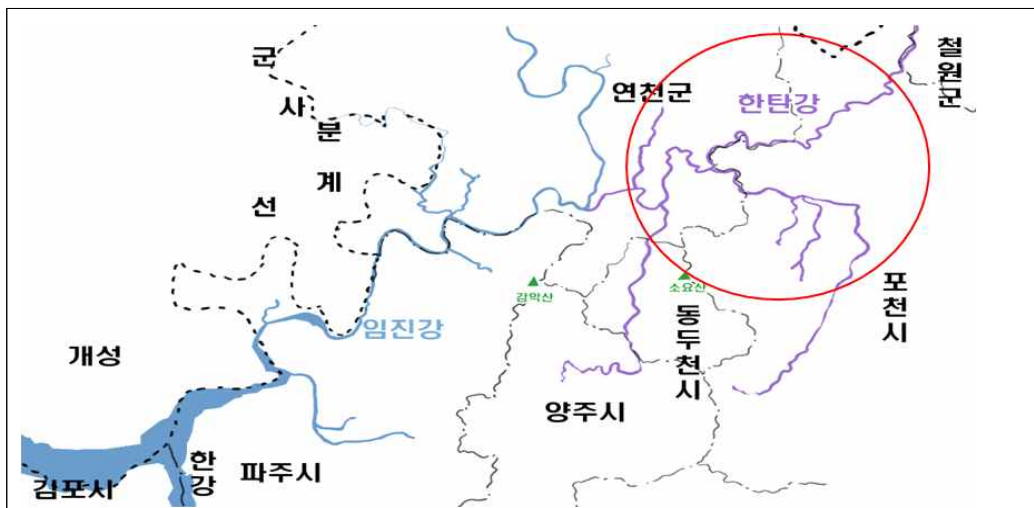 군
사
분
계
선
연천군
한탄강
철원군
감악산
소요산
포천시
임진강
동두천시
개성
양주시
한강
파주시
김포시